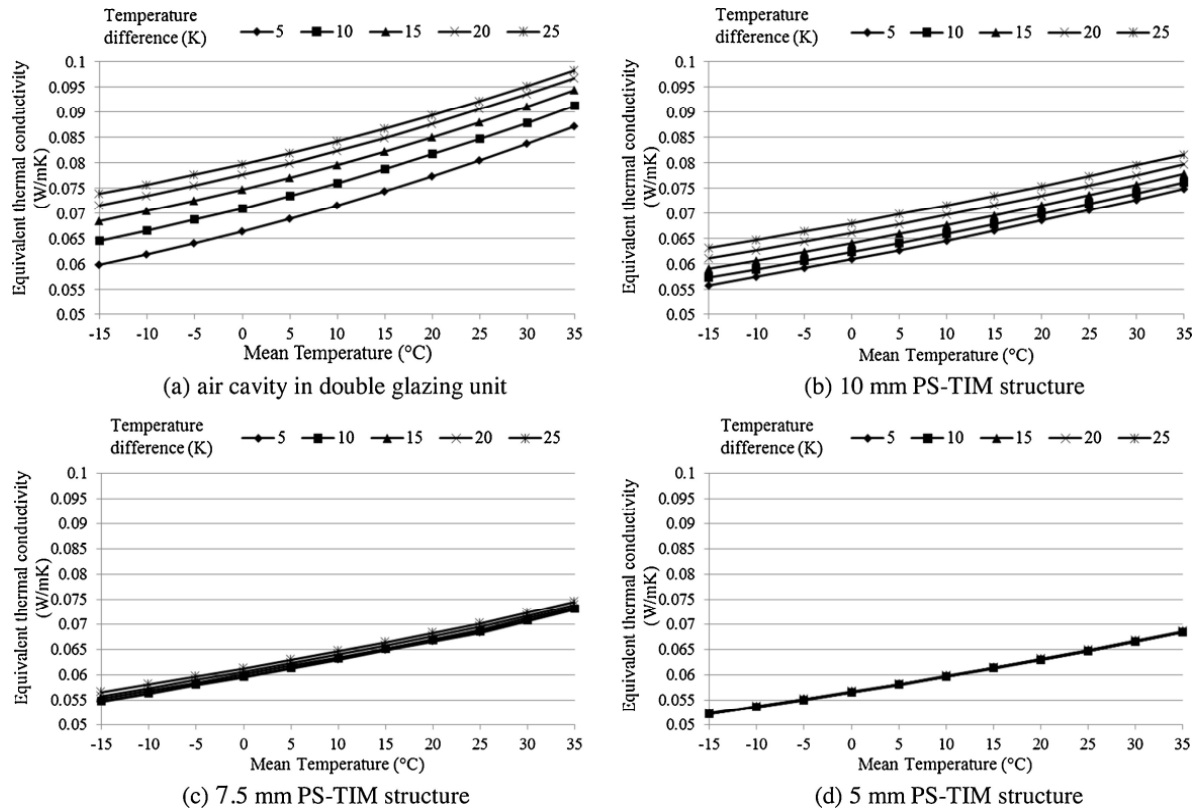 Temperature
difference (K) 5 10 15 20 25
Equivalent thermal conductivity
(W/mK)
0.1
0.095
0.09
0.085
0.08
0.075
0.07
0.065
0.06
0.055
0.05
-15 -10 -5 0 5 10 15 20 25 30 35
Mean Temperature (°C)
(a) air cavity in double glazing unit
Temperature
difference (K) 5 10 15 20 25
Equivalent thermal conductivity
(W/mK)
0.1
0.095
0.09
0.085
0.08
0.075
0.07
0.065
0.06
0.055
0.05
-15 -10 -5 0 5 10 15 20 25 30 35
Mean Temperature (°C)
(b) 10 mm PS-TIM structure
Temperature
difference (K) 5 10 15 20 25
Equivalent thermal conductivity
(W/mK)
0.1
0.095
0.09
0.085
0.08
0.075
0.07
0.065
0.06
0.055
0.05
-15 -10 -5 0 5 10 15 20 25 30 35
Mean Temperature (°C)
(c) 7.5 mm PS-TIM structure
Temperature
difference (K) 5 10 15 20 25
Equivalent thermal conductivity
(W/mK)
0.1
0.095
0.09
0.085
0.08
0.075
0.07
0.065
0.06
0.055
0.05
-15 -10 -5 0 5 10 15 20 25 30 35
Mean Temperature (°C)
(d) 5 mm PS-TIM structure